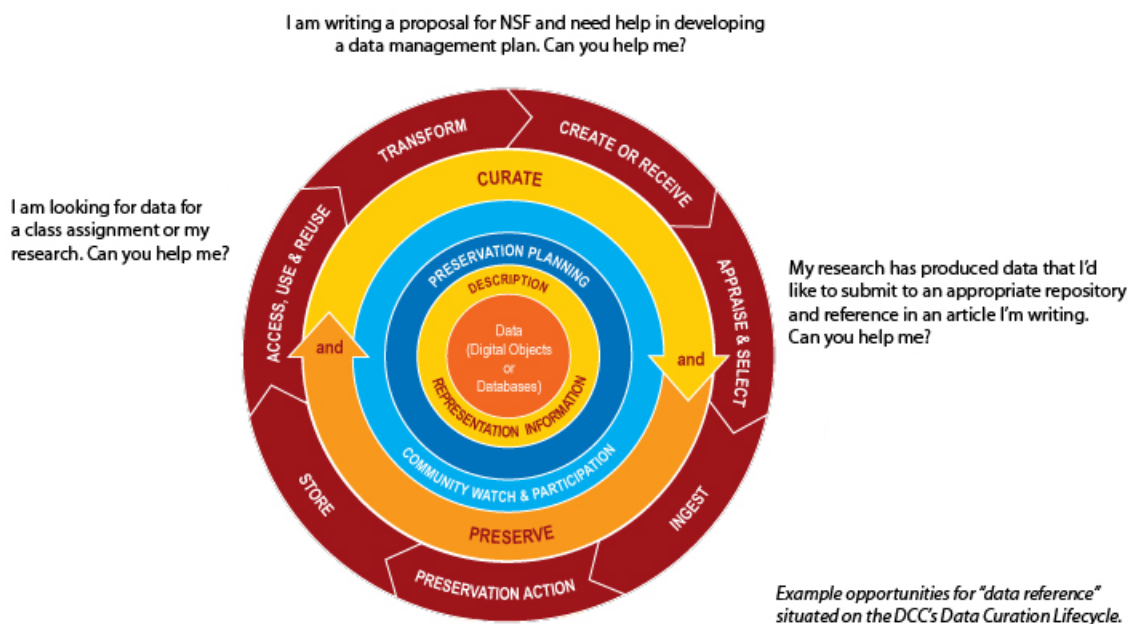 I am writing a proposal for NSF and need help in developing
a data management plan. Can you help me?
TRANSFORM
CREATE OR RECEIVE
CURATE
I am looking for data for
a class assignment or my
research. Can you help me?
ACCESS, USE & REUSE
PRESERVATION PLANNING
DESCRIPTION
APPRAISE & SELECT
My research has produced data that I'd
like to submit to an appropriate repository
and reference in an article I'm writing.
Can you help me?
and
Data
(Digital Objects
or
Databases)
and
REPRESENTATION INFORMATION
COMMUNITY WATCH & PARTICIPATION
STORE
INGEST
PRESERVE
PRESERVATION ACTION
Example opportunities for "data reference"
situated on the DCC's Data Curation Lifecycle.